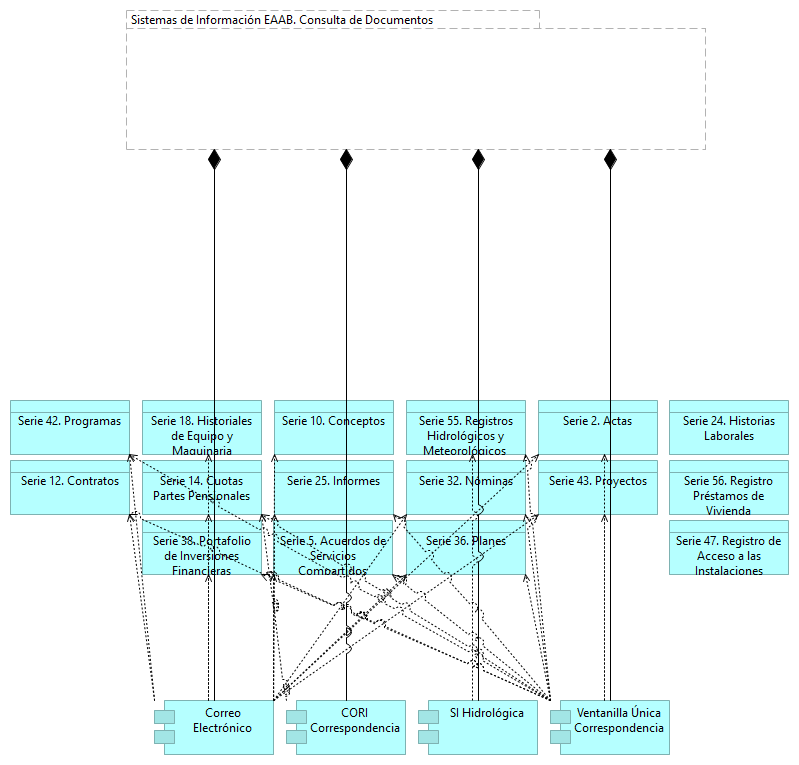 Sistemas de Información EAAB. Consulta de Documentos
Serie 42. Programas
Serie 18. Historiales
de Equipo y
Maquinaria
Serie 10. Conceptos
Serie 55. Registros
Hidrológicos y
Meteorológicos
Serie 2. Actas
Serie 24. Historias
Laborales
Serie 12. Contratos
Serie 14. Cuotas
Partes Pensionales
Serie 25. Informes
Serie 32. Nóminas
Serie 43. Proyectos
Serie 56. Registro
Préstamos de
Vivienda
Serie 38. Portafolio
de Inversiones
Financieras
Serie 5. Acuerdos de
Servicios
Compartidos
Serie 36. Planes
Serie 47. Registro de
Acceso a las
Instalaciones
Correo
Electrónico
CORI
Correspondencia
SI Hidrológica
Ventanilla Única
Correspondencia